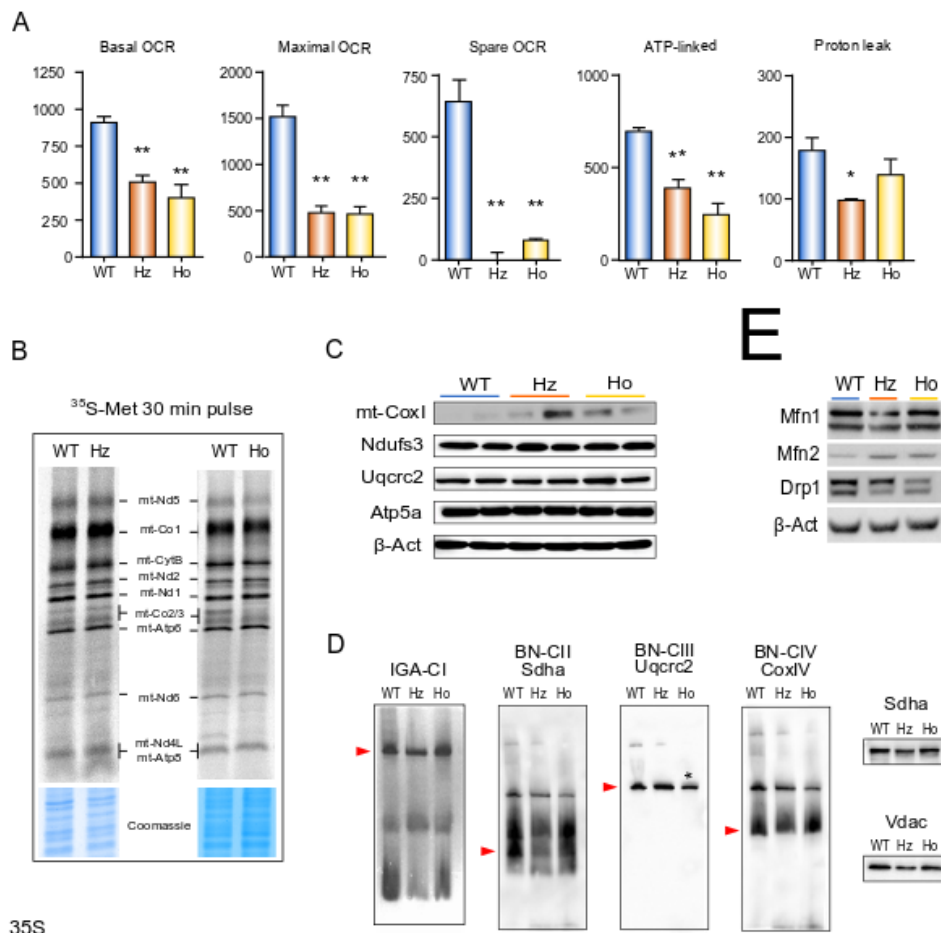 A
Basal OCR
1250
1000
750
500
250
0
**
**
WT Hz Ho
Maximal OCR
2000
1500
1000
500
0
**
**
WT Hz Ho
Spare OCR
750
500
250
0
**
**
WT Hz Ho
ATP-linked
1000
500
0
**
**
WT Hz Ho
Proton leak
300
200
100
0
*
WT Hz Ho
B
35S-Met 30 min pulse
WT Hz WT Ho
mt-Nd5
mt-Co1
mt-CytB
mt-Nd2
mt-Nd1
mt-Co2/3
mt-Atp6
mt-Nd6
mt-Nd4L
mt-Atp5
Coomassie
35S
C
WT Hz Ho
mt-CoxI
Ndufs3
Uqcrc2
Atp5a
β-Act
E
WT Hz Ho
Mfn1
Mfn2
Drp1
β-Act
D
IGA-CI
WT Hz Ho
BN-CII
Sdha
WT Hz Ho
BN-CIII
Uqcrc2
WT Hz Ho
*
BN-CIV
CoxIV
WT Hz Ho
Sdha
WT Hz Ho
Vdac
WT Hz Ho